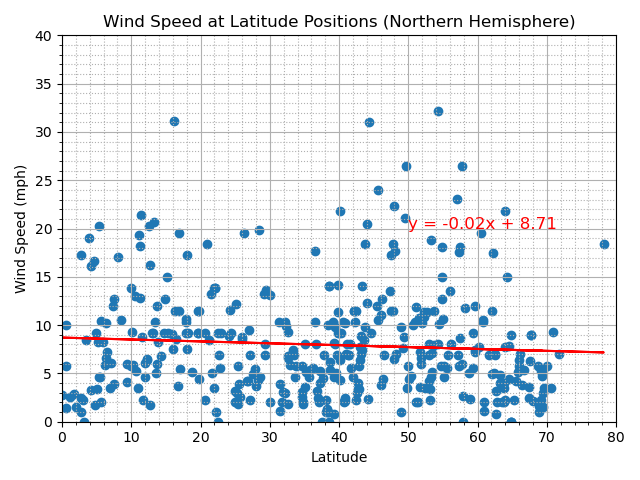 Wind Speed at Latitude Positions (Northern Hemisphere)
40
35
30
25
20
15
10
5
0
Wind Speed (mph)
y = -0.02x + 8.71
0 10 20 30 40 50 60 70 80
Latitude